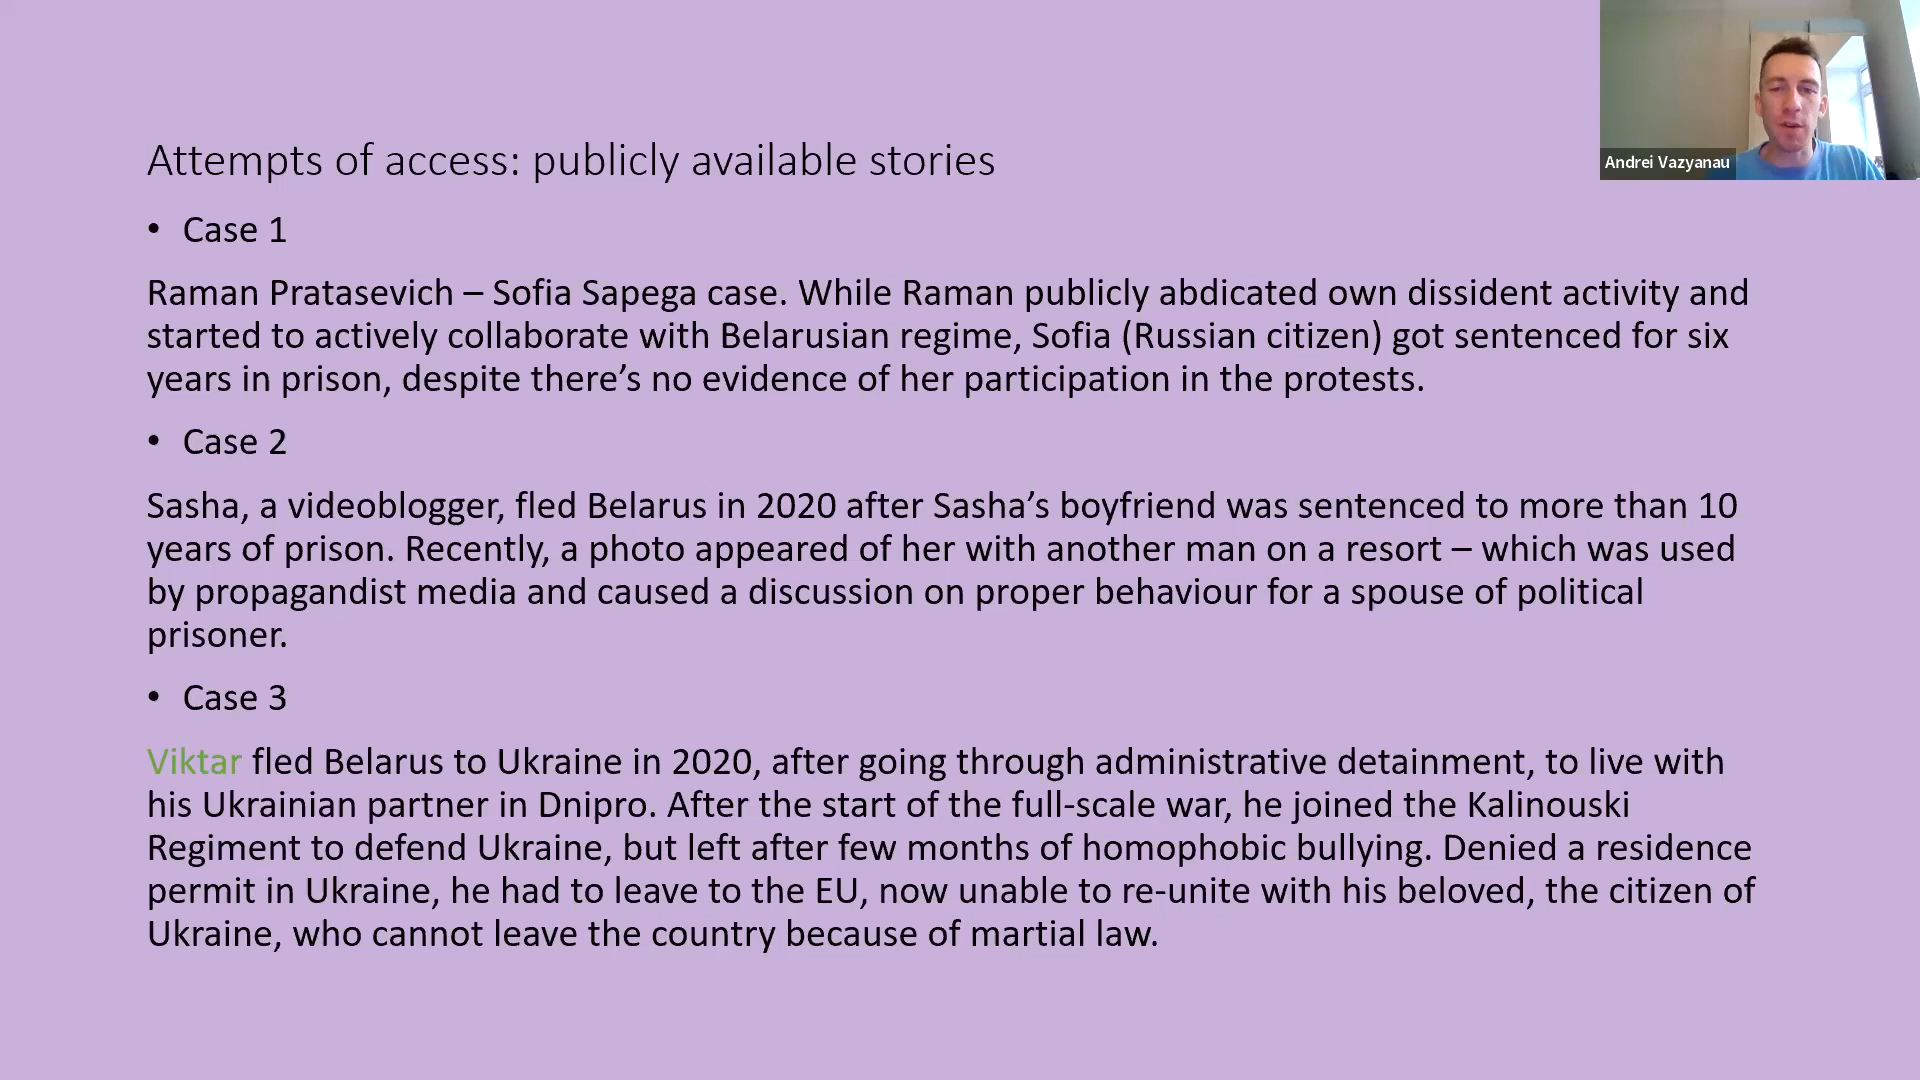 Andrei Vazyanau
Attempts of access: publicly available stories
• Case 1
Raman Pratasevich – Sofia Sapega case. While Raman publicly abdicated own dissident activity and
started to actively collaborate with Belarusian regime, Sofia (Russian citizen) got sentenced for six
years in prison, despite there’s no evidence of her participation in the protests.
• Case 2
Sasha, a videoblogger, fled Belarus in 2020 after Sasha’s boyfriend was sentenced to more than 10
years of prison. Recently, a photo appeared of her with another man on a resort – which was used
by propagandist media and caused a discussion on proper behaviour for a spouse of political
prisoner.
• Case 3
Viktar fled Belarus to Ukraine in 2020, after going through administrative detainment, to live with
his Ukrainian partner in Dnipro. After the start of the full-scale war, he joined the Kalinouski
Regiment to defend Ukraine, but left after few months of homophobic bullying. Denied a residence
permit in Ukraine, he had to leave to the EU, now unable to re-unite with his beloved, the citizen of
Ukraine, who cannot leave the country because of martial law.